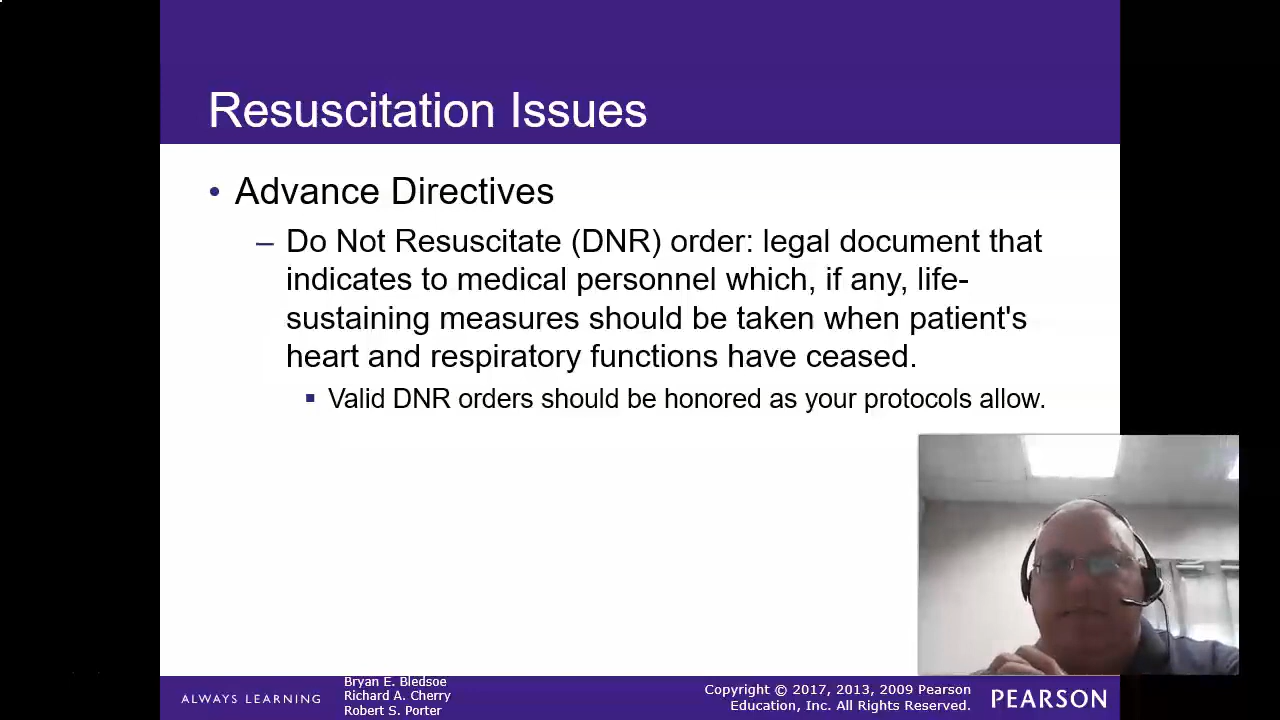 Resuscitation Issues
• Advance Directives
– Do Not Resuscitate (DNR) order: legal document that
indicates to medical personnel which, if any, life-
sustaining measures should be taken when patient's
heart and respiratory functions have ceased.
▪ Valid DNR orders should be honored as your protocols allow.
ALWAYS LEARNING
Bryan E. Bledsoe
Richard A. Cherry
Robert S. Porter
Copyright © 2017, 2013, 2009 Pearson
Education, Inc. All Rights Reserved.
PEARSON